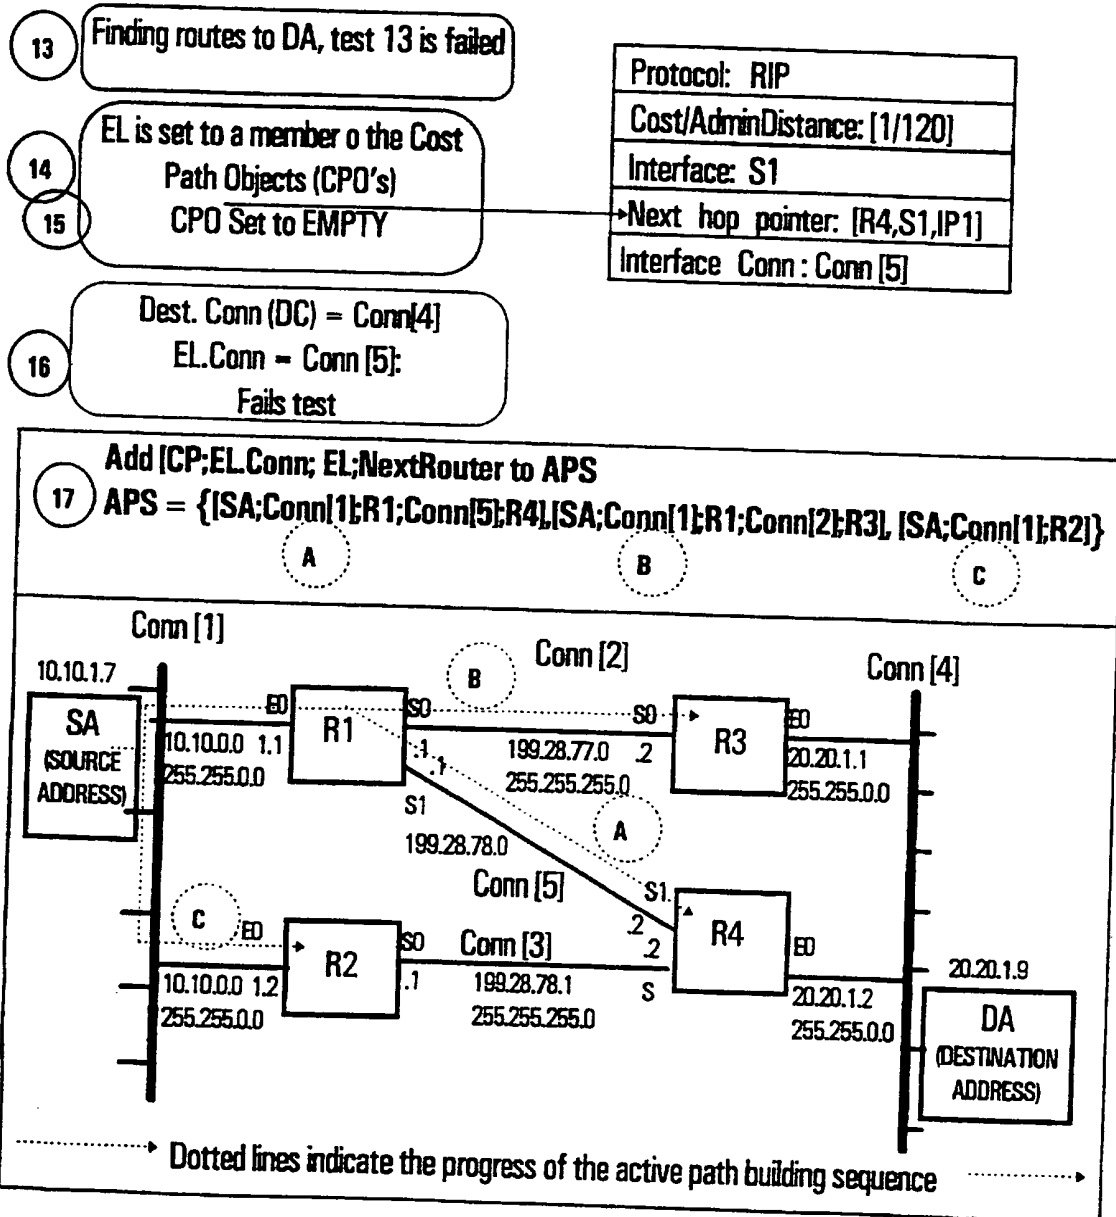 13
Finding routes to DA, test 13 is failed
14
15
EL is set to a member o the Cost
Path Objects (CPO's)
CPO Set to EMPTY
Protocol: RIP
Cost/AdminDistance: [1/120]
Interface: S1
Next hop pointer: [R4,S1,IP1]
Interface Conn : Conn [5]
16
Dest. Conn (DC) = Conn[4]
EL.Conn = Conn [5]:
Fails test
17
Add [CP;EL.Conn; EL;NextRouter to APS
APS = {[SA;Conn[1];R1;Conn[5];R4],[SA;Conn[1];R1;Conn[2];R3], [SA;Conn[1];R2]}
A
B
C
Conn [1]
Conn [2]
Conn [4]
10.10.1.7
SA
(SOURCE
ADDRESS)
E0
R1
S0
B
S0
R3
E0
10.10.0.0 1.1
255.255.0.0
.1
.1
199.28.77.0
255.255.255.0
.2
20.20.1.1
255.255.0.0
S1
199.28.78.0
A
Conn [5]
S1
.2
.2
C
E0
R2
S0
Conn [3]
R4
E0
10.10.0.0 1.2
255.255.0.0
.1
199.28.78.1
255.255.255.0
S
20.20.1.2
255.255.0.0
20.20.1.9
DA
(DESTINATION
ADDRESS)
Dotted lines indicate the progress of the active path building sequence